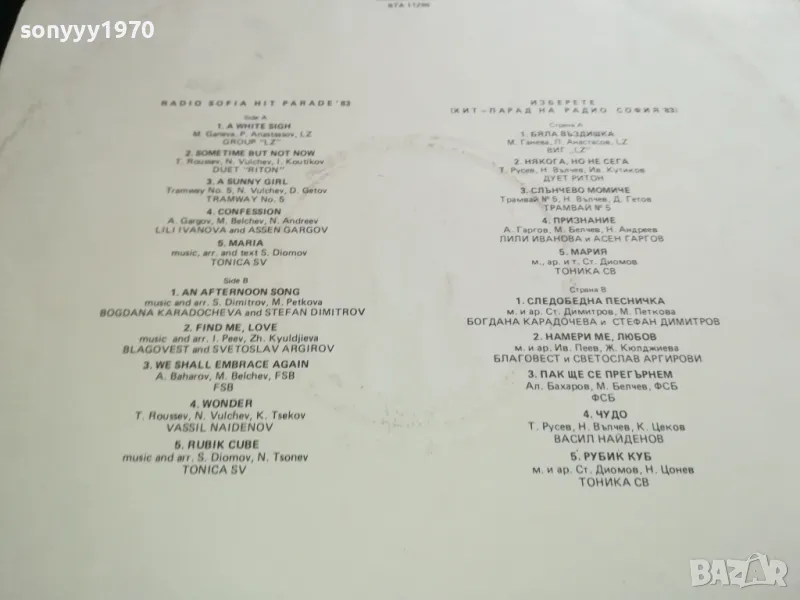 sonyyy1970
ВТА 11298
RADIO SOFIA HIT PARADE '83
Side A
1. A WHITE SIGH
M. Ganeva, P. Anastassov, LZ
GROUP "LZ"
2. SOMETIME BUT NOT NOW
T. Roussev, N. Vulchev, I. Koutikov
DUET "RITON"
3. A SUNNY GIRL
Tramway No. 5, N. Vulchev, D. Getov
TRAMWAY No. 5
4. CONFESSION
A. Gargov, M. Belchev, N. Andreev
LILI IVANOVA and ASSEN GARGOV
5. MARIA
music, arr. and text S. Diomov
TONICA SV
Side B
1. AN AFTERNOON SONG
music and arr. S. Dimitrov, M. Petkova
BOGDANA KARADOCHEVA and STEFAN DIMITROV
2. FIND ME, LOVE
music and arr. I. Peev, Zh. Kyuldjieva
BLAGOVEST and SVETOSLAV ARGIROV
3. WE SHALL EMBRACE AGAIN
A. Baharov, M. Belchev, FSB
FSB
4. WONDER
T. Roussev, N. Vulchev, K. Tsekov
VASSIL NAIDENOV
5. RUBIK CUBE
music and arr. S. Diomov, N. Tsonev
TONICA SV
ИЗБЕРЕТЕ
(ХИТ—ПАРАД НА РАДИО СОФИЯ '83)
Страна А
1. БЯЛА ВЪЗДИШКА
М. Ганева, П. Анастасов, LZ
ВИГ „LZ"
2. НЯКОГА, НО НЕ СЕГА
Т. Русев, Н. Вълчев, Ив. Кутиков
ДУЕТ РИТОН
3. СЛЪНЧЕВО МОМИЧЕ
Трамвай № 5, Н. Вълчев, Д. Гетов
ТРАМВАЙ № 5
4. ПРИЗНАНИЕ
А. Гаргов, М. Белчев, Н. Андреев
ЛИЛИ ИВАНОВА и АСЕН ГАРГОВ
5. МАРИЯ
м., ар. и т. Ст. Диомов
ТОНИКА СВ
Страна В
1. СЛЕДОБЕДНА ПЕСНИЧКА
м. и ар. Ст. Димитров, М. Петкова
БОГДАНА КАРАДОЧЕВА и СТЕФАН ДИМИТРОВ
2. НАМЕРИ МЕ, ЛЮБОВ
м. и ар. Ив. Пеев, Ж. Кюлджиева
БЛАГОВЕСТ и СВЕТОСЛАВ АРГИРОВИ
3. ПАК ЩЕ СЕ ПРЕГЪРНЕМ
Ал. Бахаров, М. Белчев, ФСБ
ФСБ
4. ЧУДО
Т. Русев, Н. Вълчев, К. Цеков
ВАСИЛ НАЙДЕНОВ
5. РУБИК КУБ
м. и ар. Ст. Диомов, Н. Цонев
ТОНИКА СВ
BAZAR